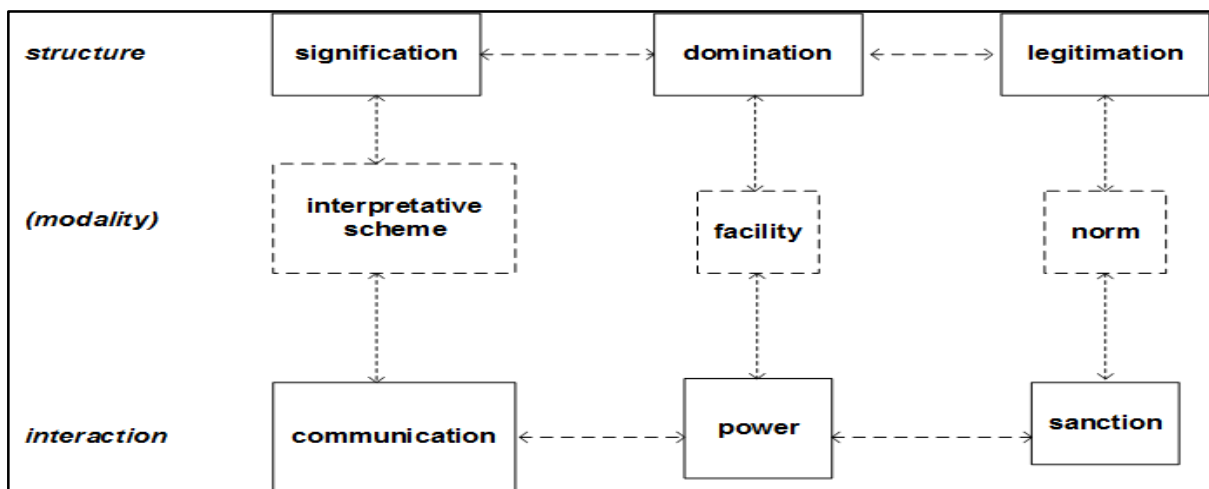 structure
signification
domination
legitimation
(modality)
interpretative
scheme
facility
norm
interaction
communication
power
sanction